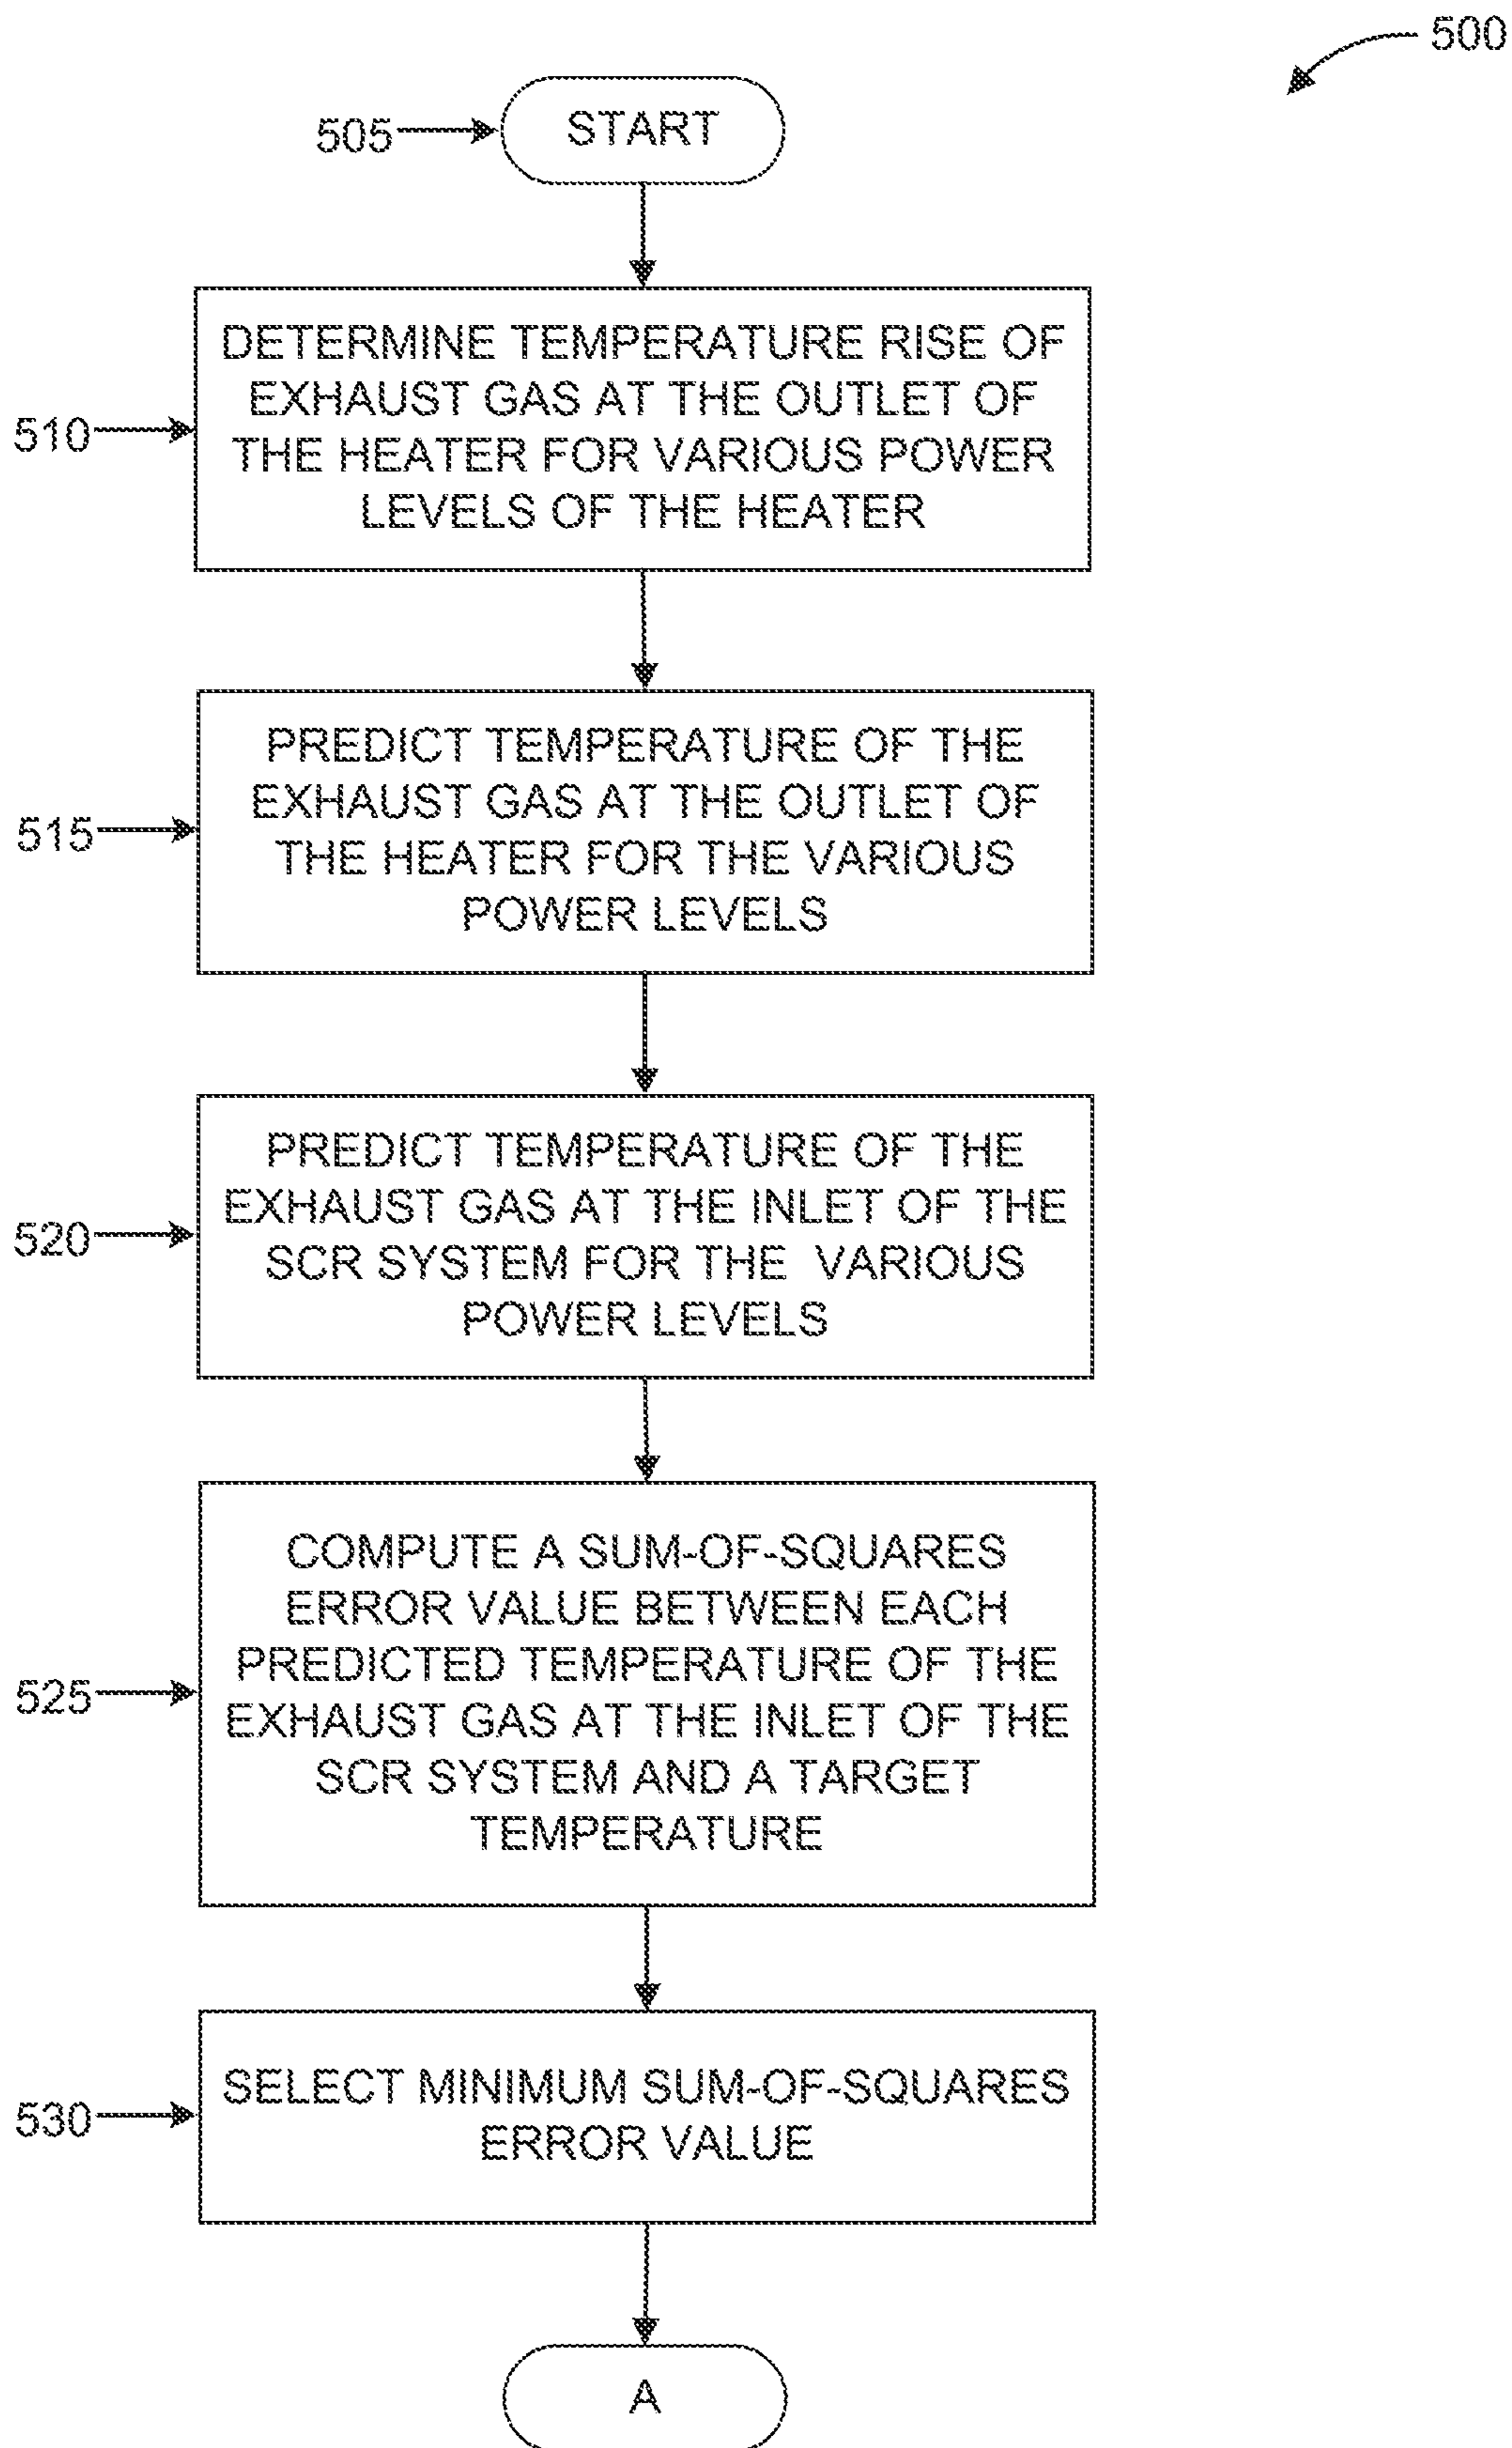 500
505
START
510
DETERMINE TEMPERATURE RISE OF
EXHAUST GAS AT THE OUTLET OF
THE HEATER FOR VARIOUS POWER
LEVELS OF THE HEATER
515
PREDICT TEMPERATURE OF THE
EXHAUST GAS AT THE OUTLET OF
THE HEATER FOR THE VARIOUS
POWER LEVELS
520
PREDICT TEMPERATURE OF THE
EXHAUST GAS AT THE INLET OF THE
SCR SYSTEM FOR THE VARIOUS
POWER LEVELS
525
COMPUTE A SUM-OF-SQUARES
ERROR VALUE BETWEEN EACH
PREDICTED TEMPERATURE OF THE
EXHAUST GAS AT THE INLET OF THE
SCR SYSTEM AND A TARGET
TEMPERATURE
530
SELECT MINIMUM SUM-OF-SQUARES
ERROR VALUE
A